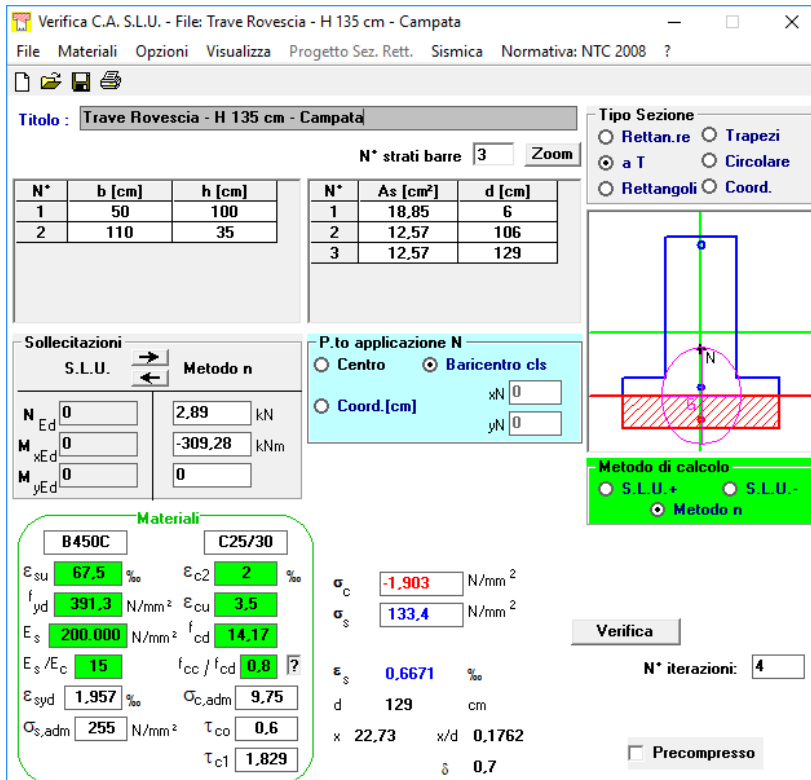 Verifica C.A. S.L.U. - File: Trave Rovescia - H 135 cm - Campata
File Materiali Opzioni Visualizza Progetto Sez. Rett. Sismica Normativa: NTC 2008 ?
Titolo : Trave Rovescia - H 135 cm - Campata
N° strati barre 3 Zoom
Tipo Sezione
Rettan.re Trapezi
a T Circolare
Rettangoli Coord.
N° b [cm] h [cm]
1 50 100
2 110 35
N° As [cm²] d [cm]
1 18,85 6
2 12,57 106
3 12,57 129
N
G
Sollecitazioni
S.L.U. Metodo n
N Ed 0 2,89 kN
M xEd 0 -309,28 kNm
M yEd 0 0
P.to applicazione N
Centro Baricentro cls
Coord.[cm] xN 0
yN 0
Metodo di calcolo
S.L.U.+ S.L.U.-
Metodo n
Materiali
B450C C25/30
εsu 67,5 ‰ εc2 2 ‰
fyd 391,3 N/mm² εcu 3,5
Es 200.000 N/mm² fcd 14,17
Es/Ec 15 fcc / fcd 0,8 ?
εsyd 1,957 ‰ σc,adm 9,75
σs,adm 255 N/mm² τco 0,6
τc1 1,829
σc -1,903 N/mm²
σs 133,4 N/mm²
εs 0,6671 ‰
d 129 cm
x 22,73 x/d 0,1762
δ 0,7
Verifica
N° iterazioni: 4
Precompresso